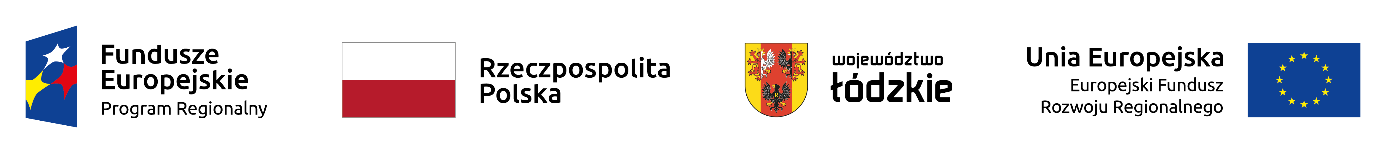 Fundusze
Europejskie
Program Regionalny
Rzeczpospolita
Polska
województwo
łódzkie
Unia Europejska
Europejski Fundusz
Rozwoju Regionalnego